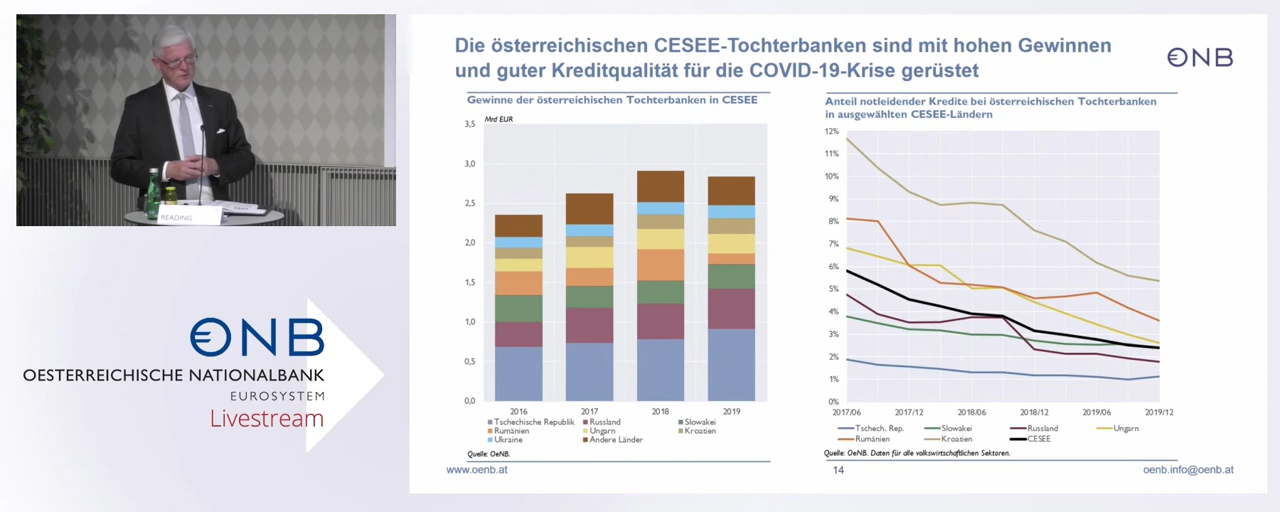 READING
ONB
OESTERREICHISCHE NATIONALBANK
EUROSYSTEM
Livestream
Die österreichischen CESEE-Tochterbanken sind mit hohen Gewinnen
und guter Kreditqualität für die COVID-19-Krise gerüstet
ONB
Gewinne der österreichischen Tochterbanken in CESEE
Mrd EUR
3,5
3,0
2,5
2,0
1,5
1,0
0,5
0,0
2016 2017 2018 2019
Tschechische Republik Russland Slowakei
Rumänien Ungarn Kroatien
Ukraine Andere Länder
Quelle: OeNB.
Anteil notleidender Kredite bei österreichischen Tochterbanken
in ausgewählten CESEE-Ländern
12%
11%
10%
9%
8%
7%
6%
5%
4%
3%
2%
1%
0%
2017/06 2017/12 2018/06 2018/12 2019/06 2019/12
Tschech. Rep. Slowakei Russland Ungarn
Rumänien Kroatien CESEE
Quelle: OeNB. Daten für alle volkswirtschaftlichen Sektoren.
www.oenb.at
14
oenb.info@oenb.at